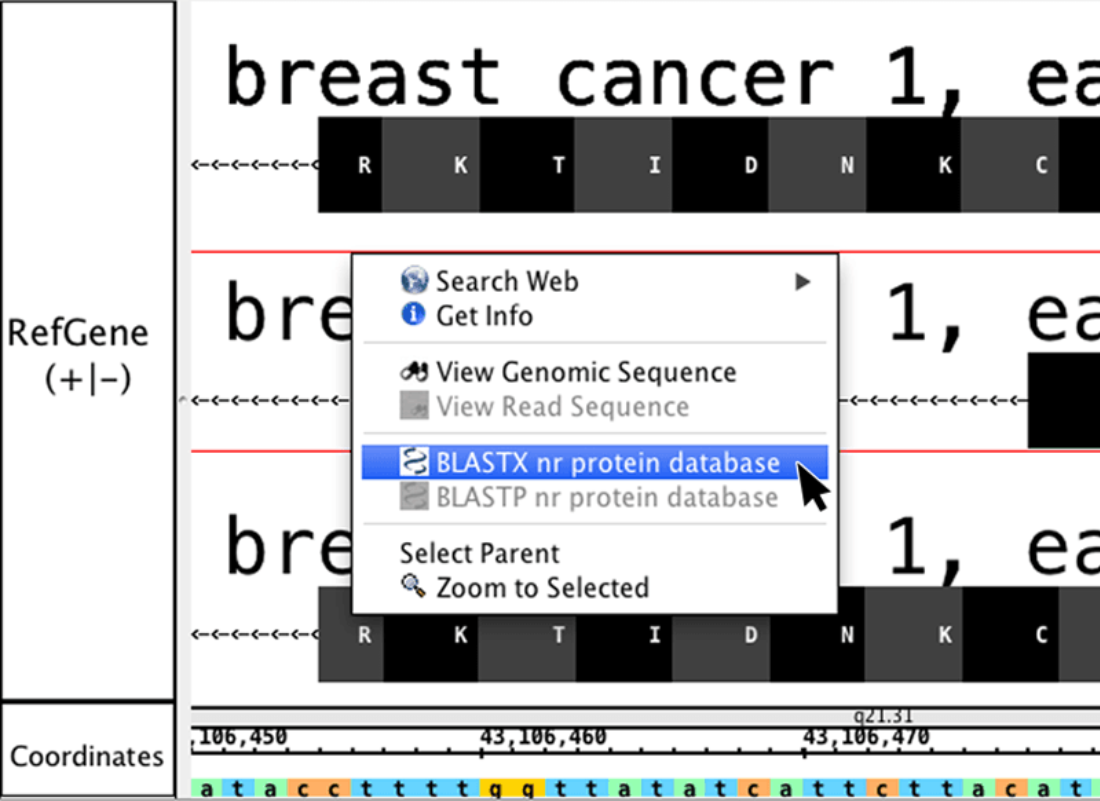 breast cancer 1, ea
R K T I D N K C
RefGene
(+|-)
bre 1, ea
Search Web
Get Info
View Genomic Sequence
View Read Sequence
BLASTX nr protein database
BLASTP nr protein database
Select Parent
Zoom to Selected
bre 1, ea
R K T I D N K C
q21.31
,106,450 43,106,460 43,106,470
Coordinates
a t a c c t t t t g g t t a t a t c a t t c t t a c a t